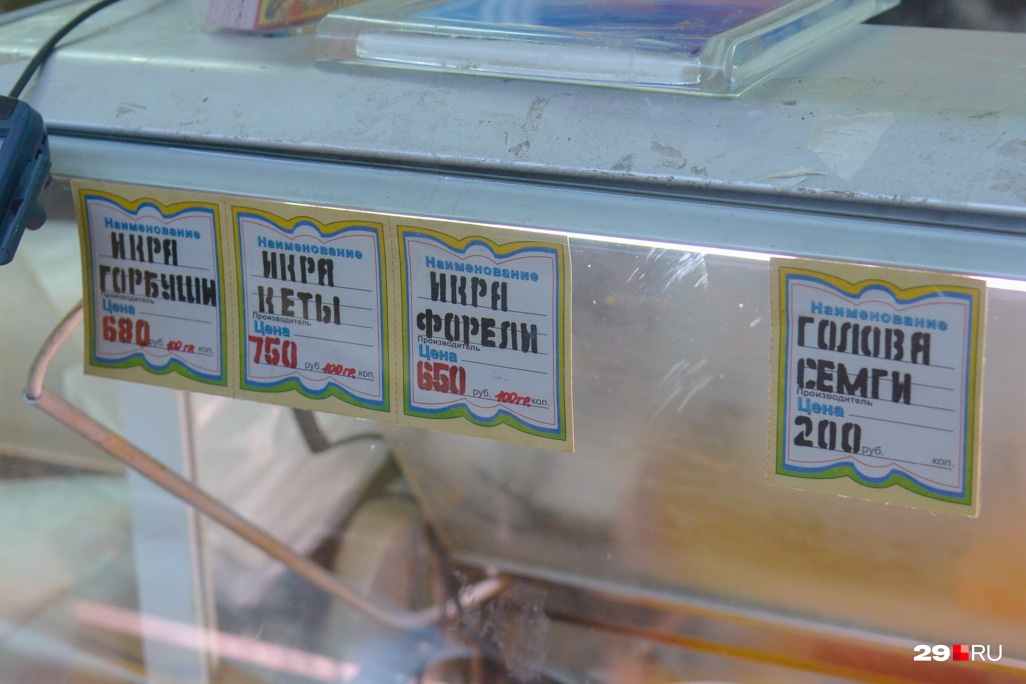 Наименование
ИКРА
ГОРБУШИ
Производитель
Цена
680 руб. 100 гр. коп.
Наименование
ИКРА
КЕТЫ
Производитель
Цена
750 руб. 100 гр. коп.
Наименование
ИКРА
ФОРЕЛИ
Производитель
Цена
650 руб. 100 гр. коп.
Наименование
ГОЛОВА
СЕМГИ
Производитель
Цена
200 руб. коп.
29.RU